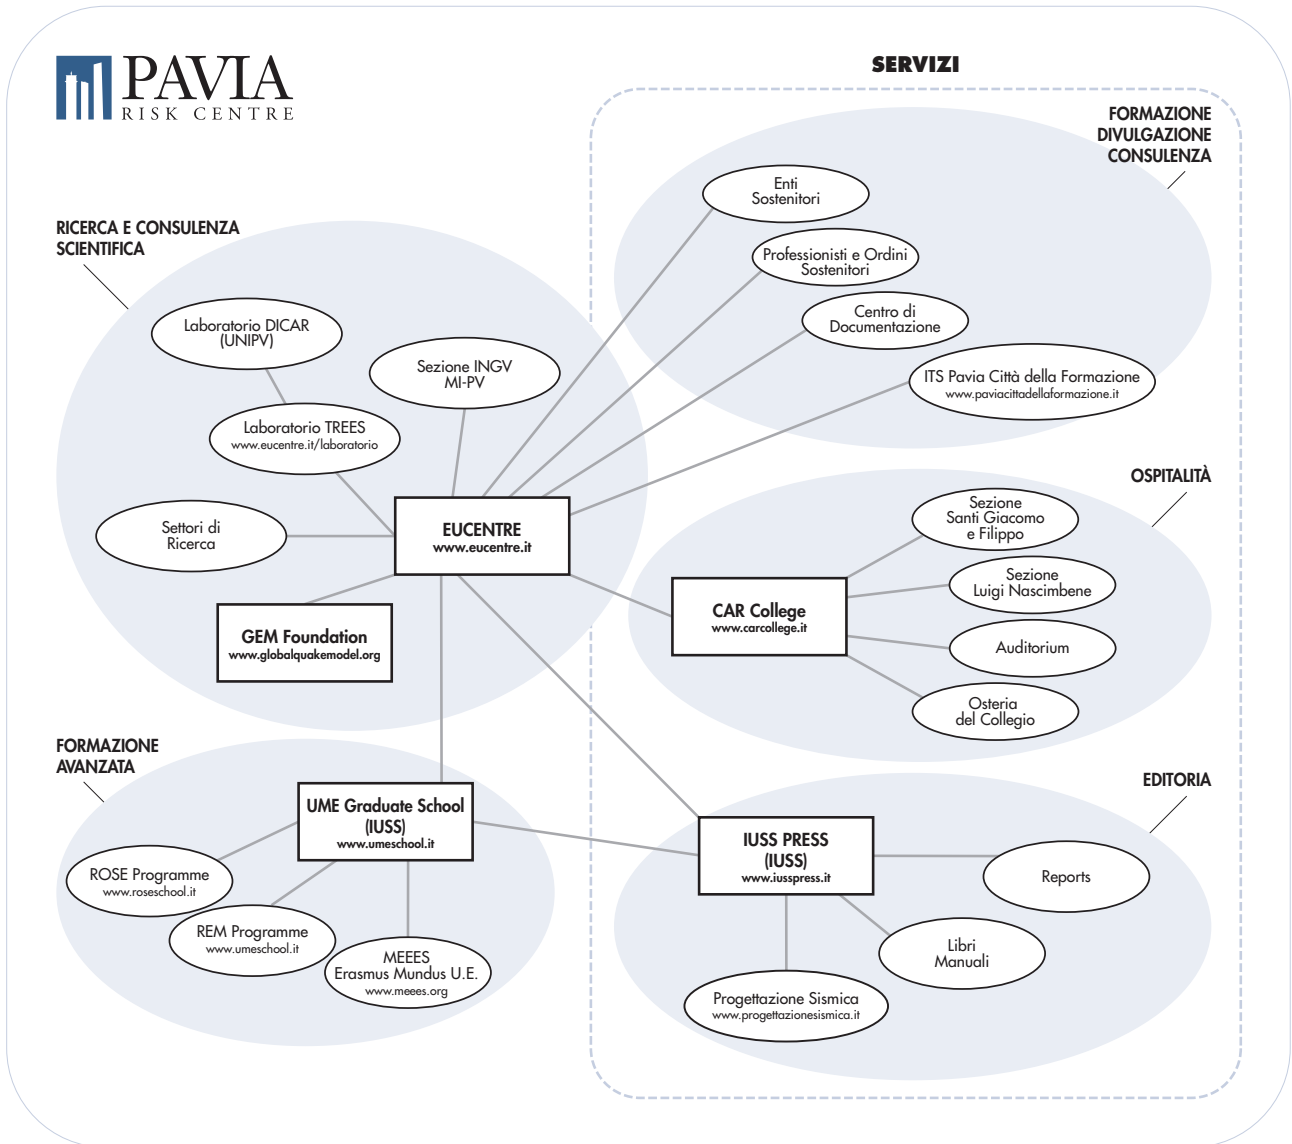 PAVIA
RISK CENTRE
SERVIZI
FORMAZIONE
DIVULGAZIONE
CONSULENZA
Enti
Sostenitori
Professionisti e Ordini
Sostenitori
Centro di
Documentazione
ITS Pavia Città della Formazione
www.paviacittadellaformazione.it
RICERCA E CONSULENZA
SCIENTIFICA
Laboratorio DICAR
(UNIPV)
Sezione INGV
MI-PV
Laboratorio TREES
www.eucentre.it/laboratorio
Settori di
Ricerca
EUCENTRE
www.eucentre.it
GEM Foundation
www.globalquakemodel.org
OSPITALITÀ
Sezione
Santi Giacomo
e Filippo
Sezione
Luigi Nascimbene
CAR College
www.carcollege.it
Auditorium
Osteria
del Collegio
FORMAZIONE
AVANZATA
UME Graduate School
(IUSS)
www.umeschool.it
ROSE Programme
www.roseschool.it
REM Programme
www.umeschool.it
MEEES
Erasmus Mundus U.E.
www.meees.org
EDITORIA
IUSS PRESS
(IUSS)
www.iusspress.it
Reports
Libri
Manuali
Progettazione Sismica
www.progettazionesismica.it